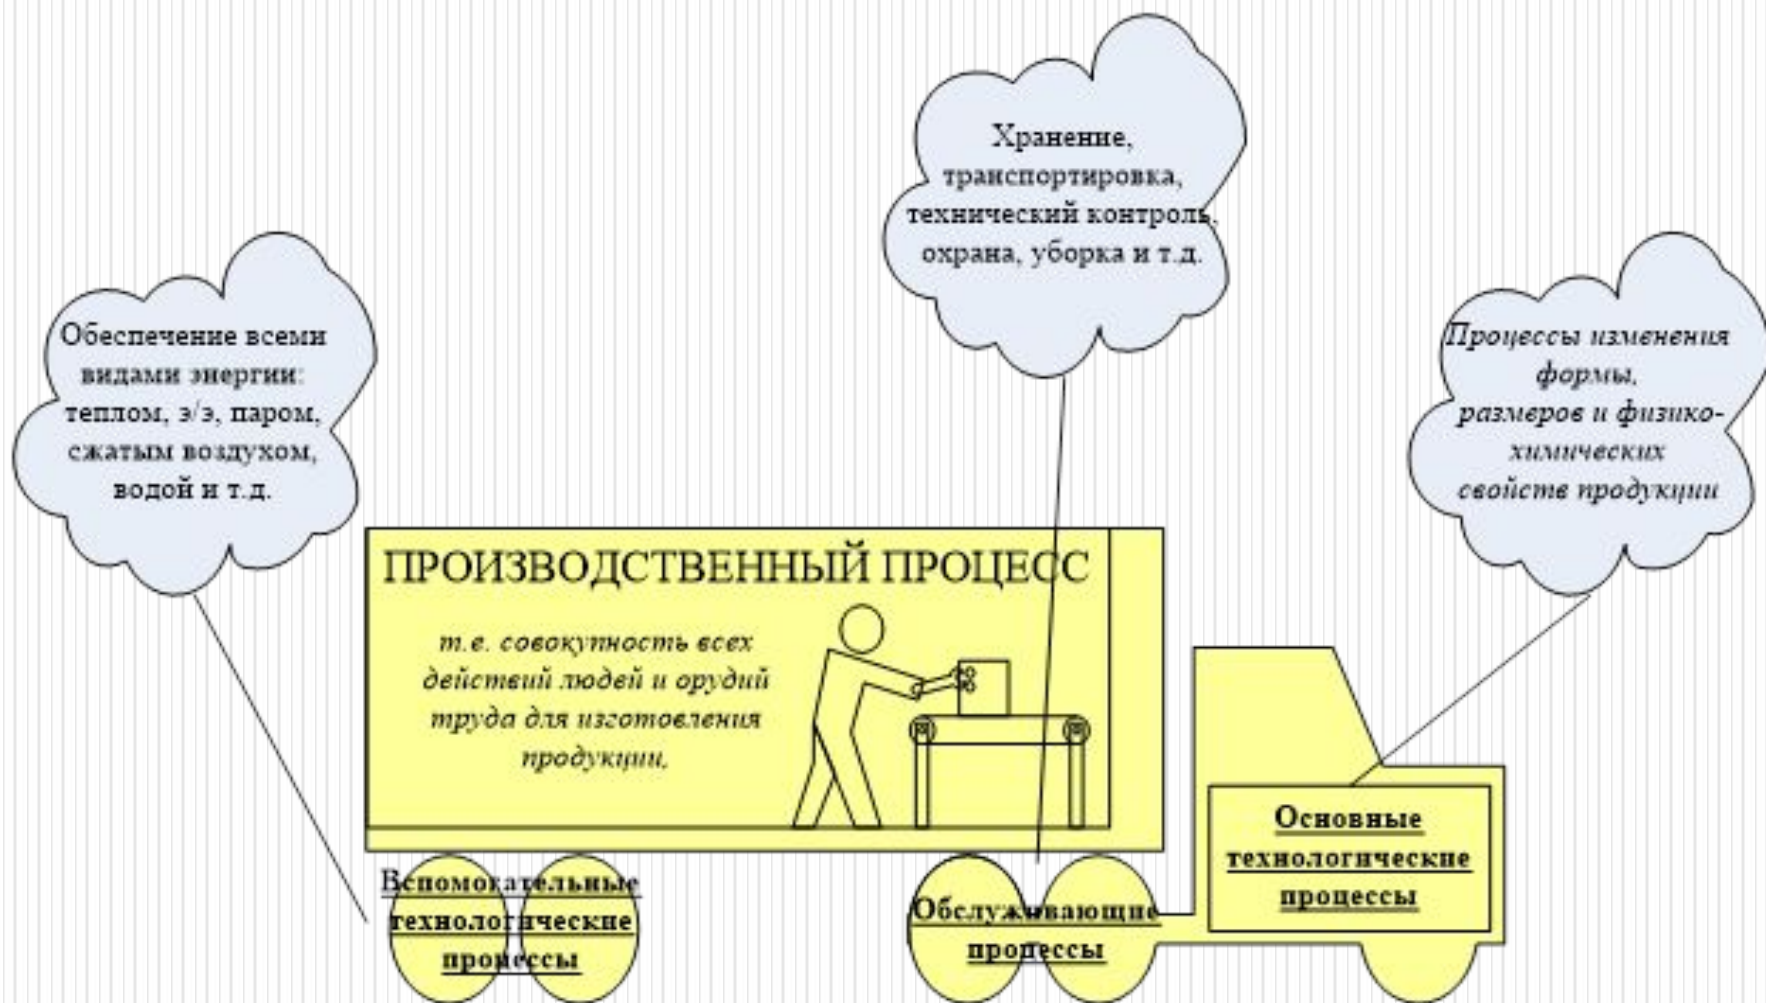 Хранение,
транспортировка,
технический контроль,
охрана, уборка и т.д.
Обеспечение всеми
видами энергии:
теплом, э/э, паром,
сжатым воздухом,
водой и т.д.
Процессы изменения
формы,
размеров и физико-
химических
свойств продукции
ПРОИЗВОДСТВЕННЫЙ ПРОЦЕСС
т.е. совокупность всех
действий людей и орудий
труда для изготовления
продукции.
Основные
технологические
процессы
Вспомогательные
технологические
процессы
Обслуживающие
процессы